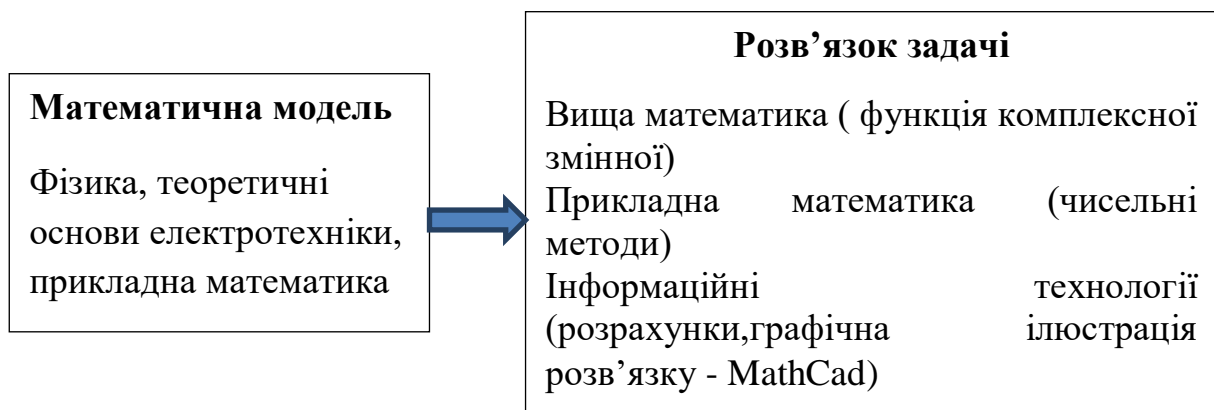 Математична модель
Фізика, теоретичні
основи електротехніки,
прикладна математика
Розв’язок задачі
Вища математика ( функція комплексної
змінної)
Прикладна математика (чисельні
методи)
Інформаційні технології
(розрахунки,графічна ілюстрація
розв’язку - MathCad)